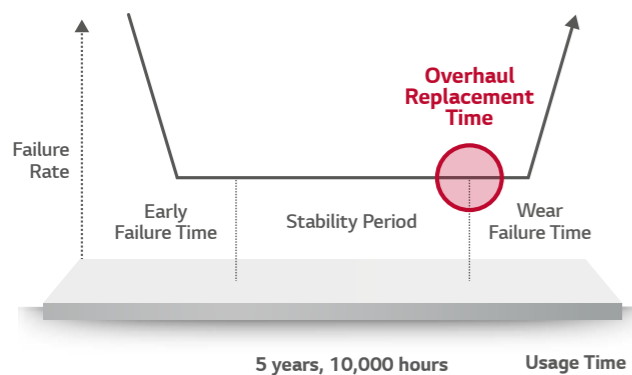 Overhaul
Replacement
Time
Failure
Rate
Early
Failure Time
Stability Period
Wear
Failure Time
5 years, 10,000 hours
Usage Time